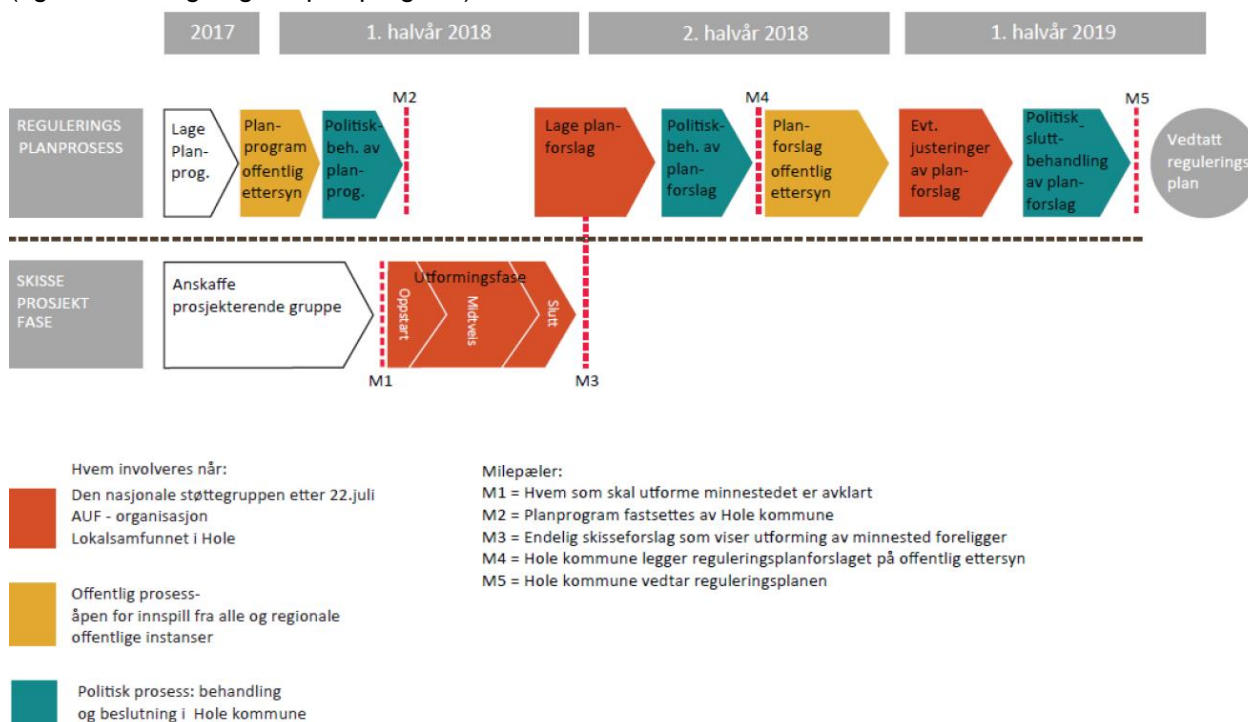 2017
1. halvår 2018
2. halvår 2018
1. halvår 2019
REGULERINGS
PLANPROSESS
Lage
Plan-
prog.
Plan-
program
offentlig
ettersyn
Politisk
beh. av
plan-
prog.
M2
Lage plan-
forslag
Politisk-
beh. av
plan-
forslag
M4
Plan-
forslag
offentlig
ettersyn
Evt.
justeringer
av plan-
forslag
Politisk
slutt-
behandling
av plan-
forslag
M5
Vedtatt
regulerings
plan
SKISSE
PROSJEKT
FASE
Anskaffe
prosjekterende gruppe
M1
Utformingsfase
Oppstart
Midtveis
Slutt
M3
Hvem involveres når:
Den nasjonale støttegruppen etter 22.juli
AUF - organisasjon
Lokalsamfunnet i Hole
Offentlig prosess-
åpen for innspill fra alle og regionale
offentlige instanser
Politisk prosess: behandling
og beslutning i Hole kommune
Milepæler:
M1 = Hvem som skal utforme minnestedet er avklart
M2 = Planprogram fastsettes av Hole kommune
M3 = Endelig skisseforslag som viser utforming av minnested foreligger
M4 = Hole kommune legger reguleringsplanforslaget på offentlig ettersyn
M5 = Hole kommune vedtar reguleringsplanen